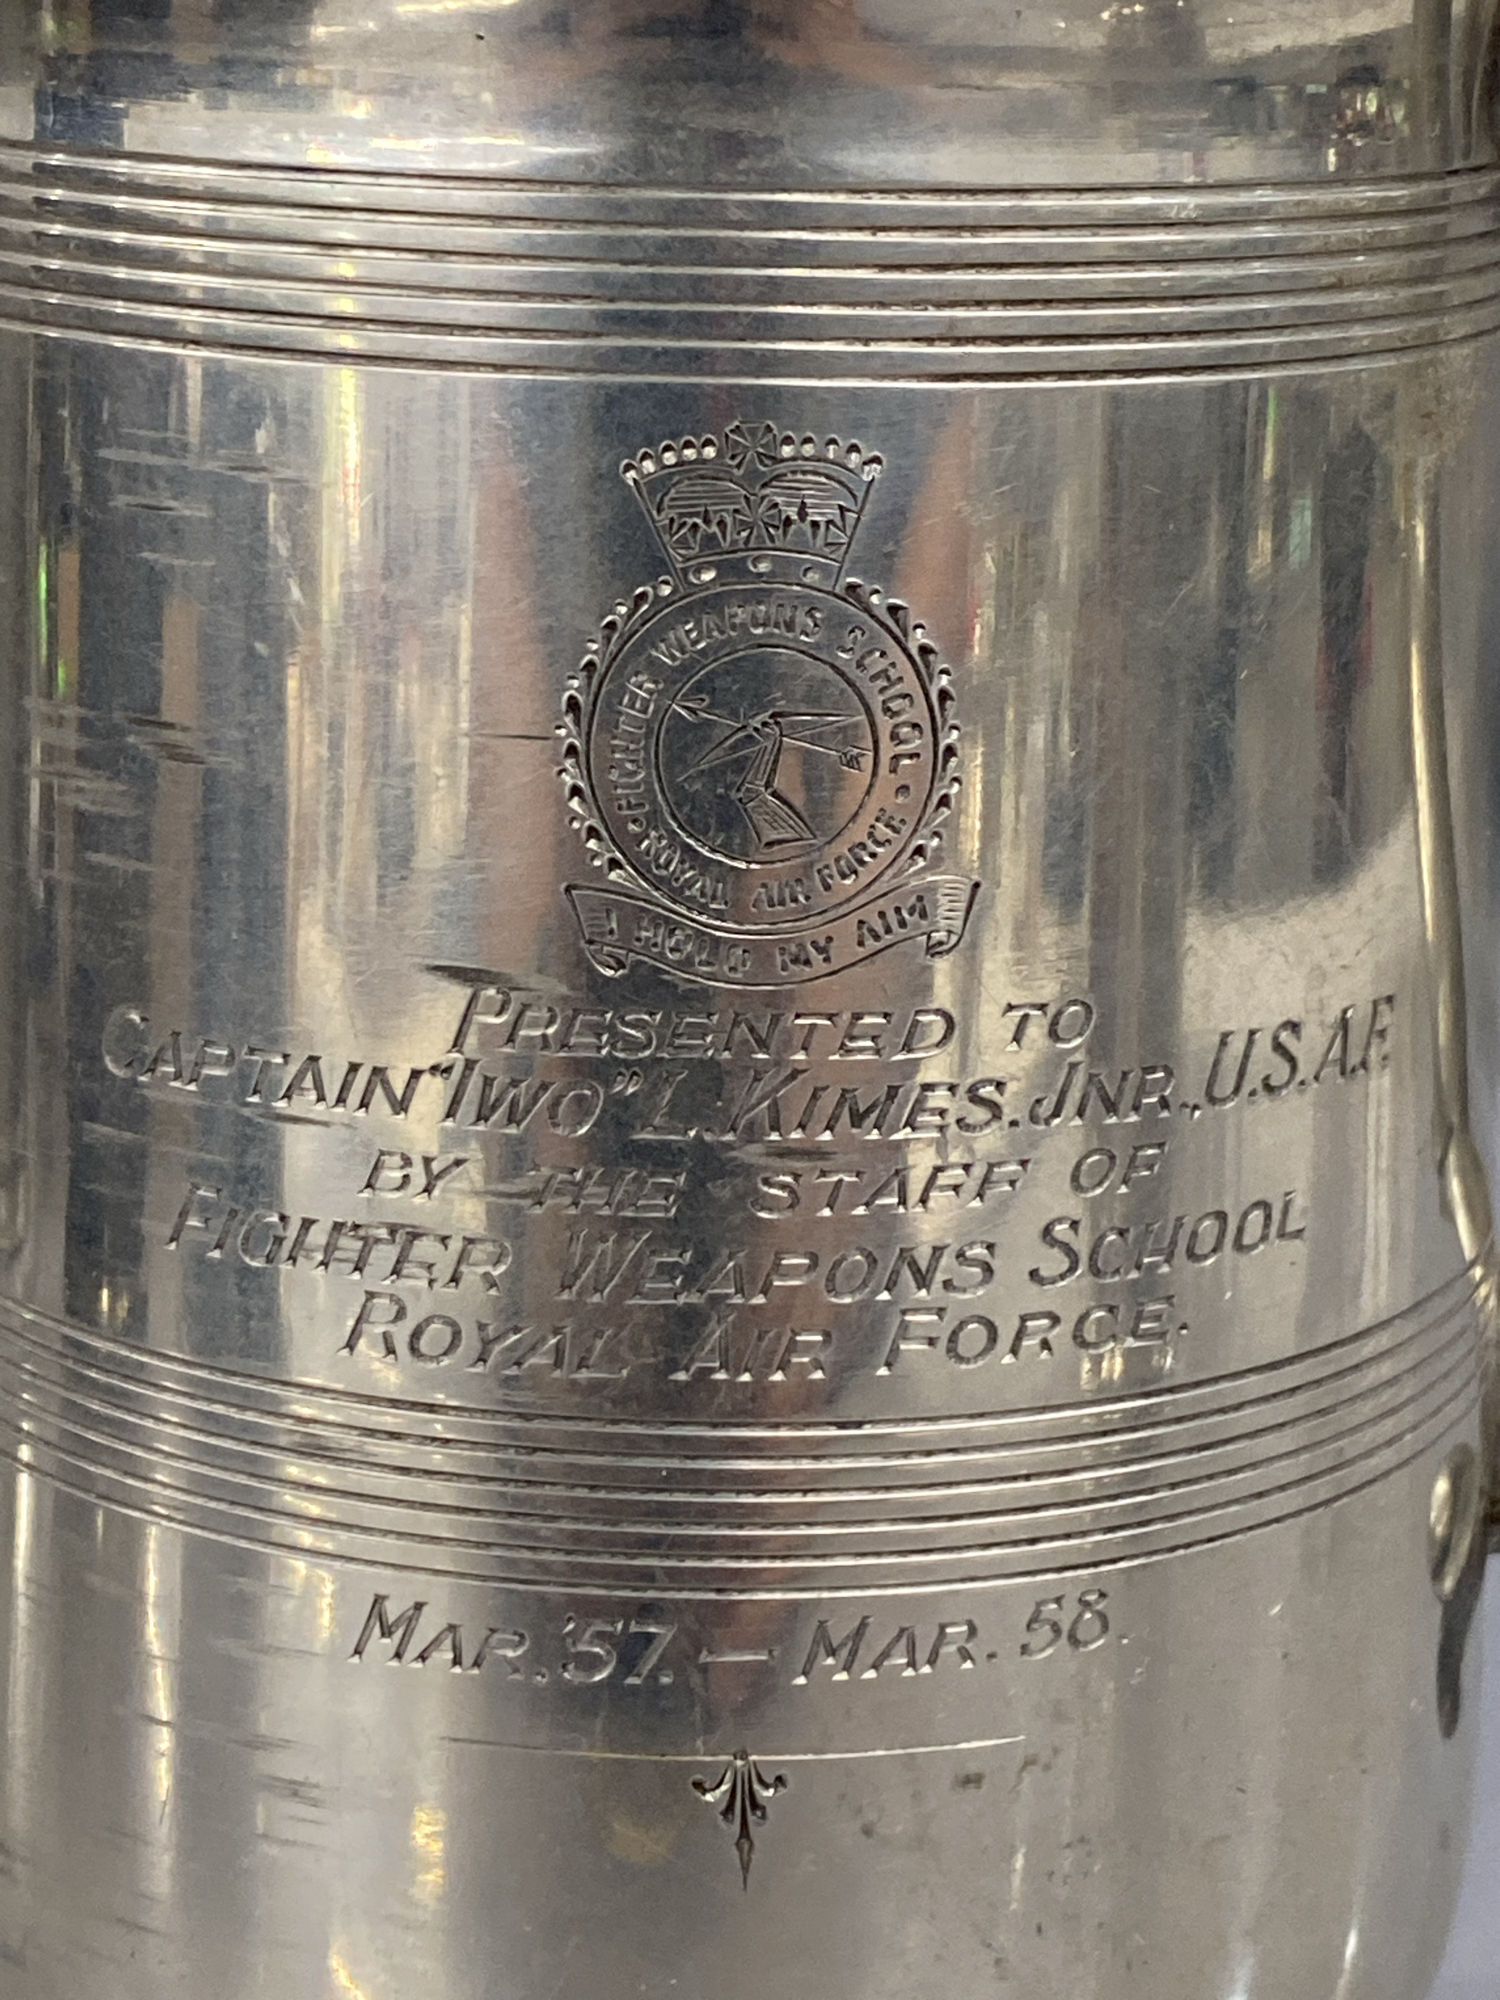 FIGHTER WEAPONS SCHOOL
ROYAL AIR FORCE
I HOLD MY AIM
PRESENTED TO
CAPTAIN "IWO" L. KIMES. JNR., U.S.A.F.
BY THE STAFF OF
FIGHTER WEAPONS SCHOOL
ROYAL AIR FORCE.
MAR. '57. — MAR. 58.